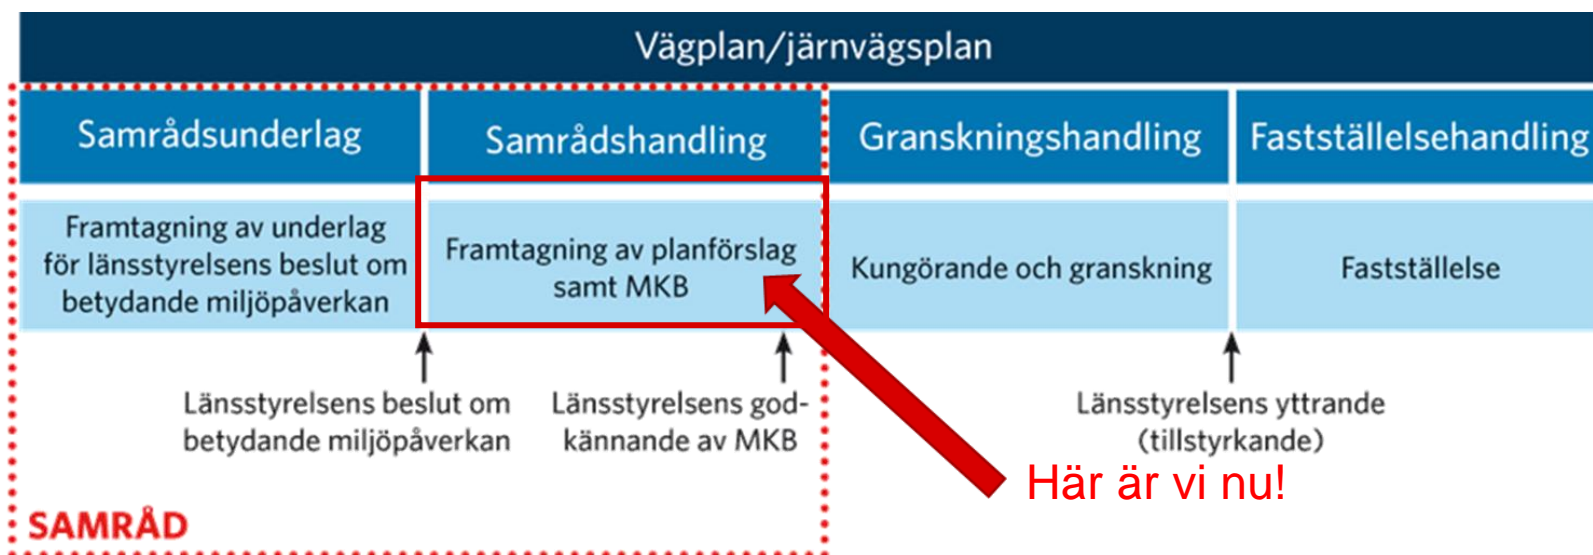 Vägplan/järnvägsplan
Samrådsunderlag
Samrådshandling
Granskningshandling
Fastställelsehandling
Framtagning av underlag
för länsstyrelsens beslut om
betydande miljöpåverkan
Framtagning av planförslag
samt MKB
Kungörande och granskning
Fastställelse
Länsstyrelsens beslut om
betydande miljöpåverkan
Länsstyrelsens god-
kännande av MKB
Länsstyrelsens yttrande
(tillstyrkande)
Här är vi nu!
SAMRÅD